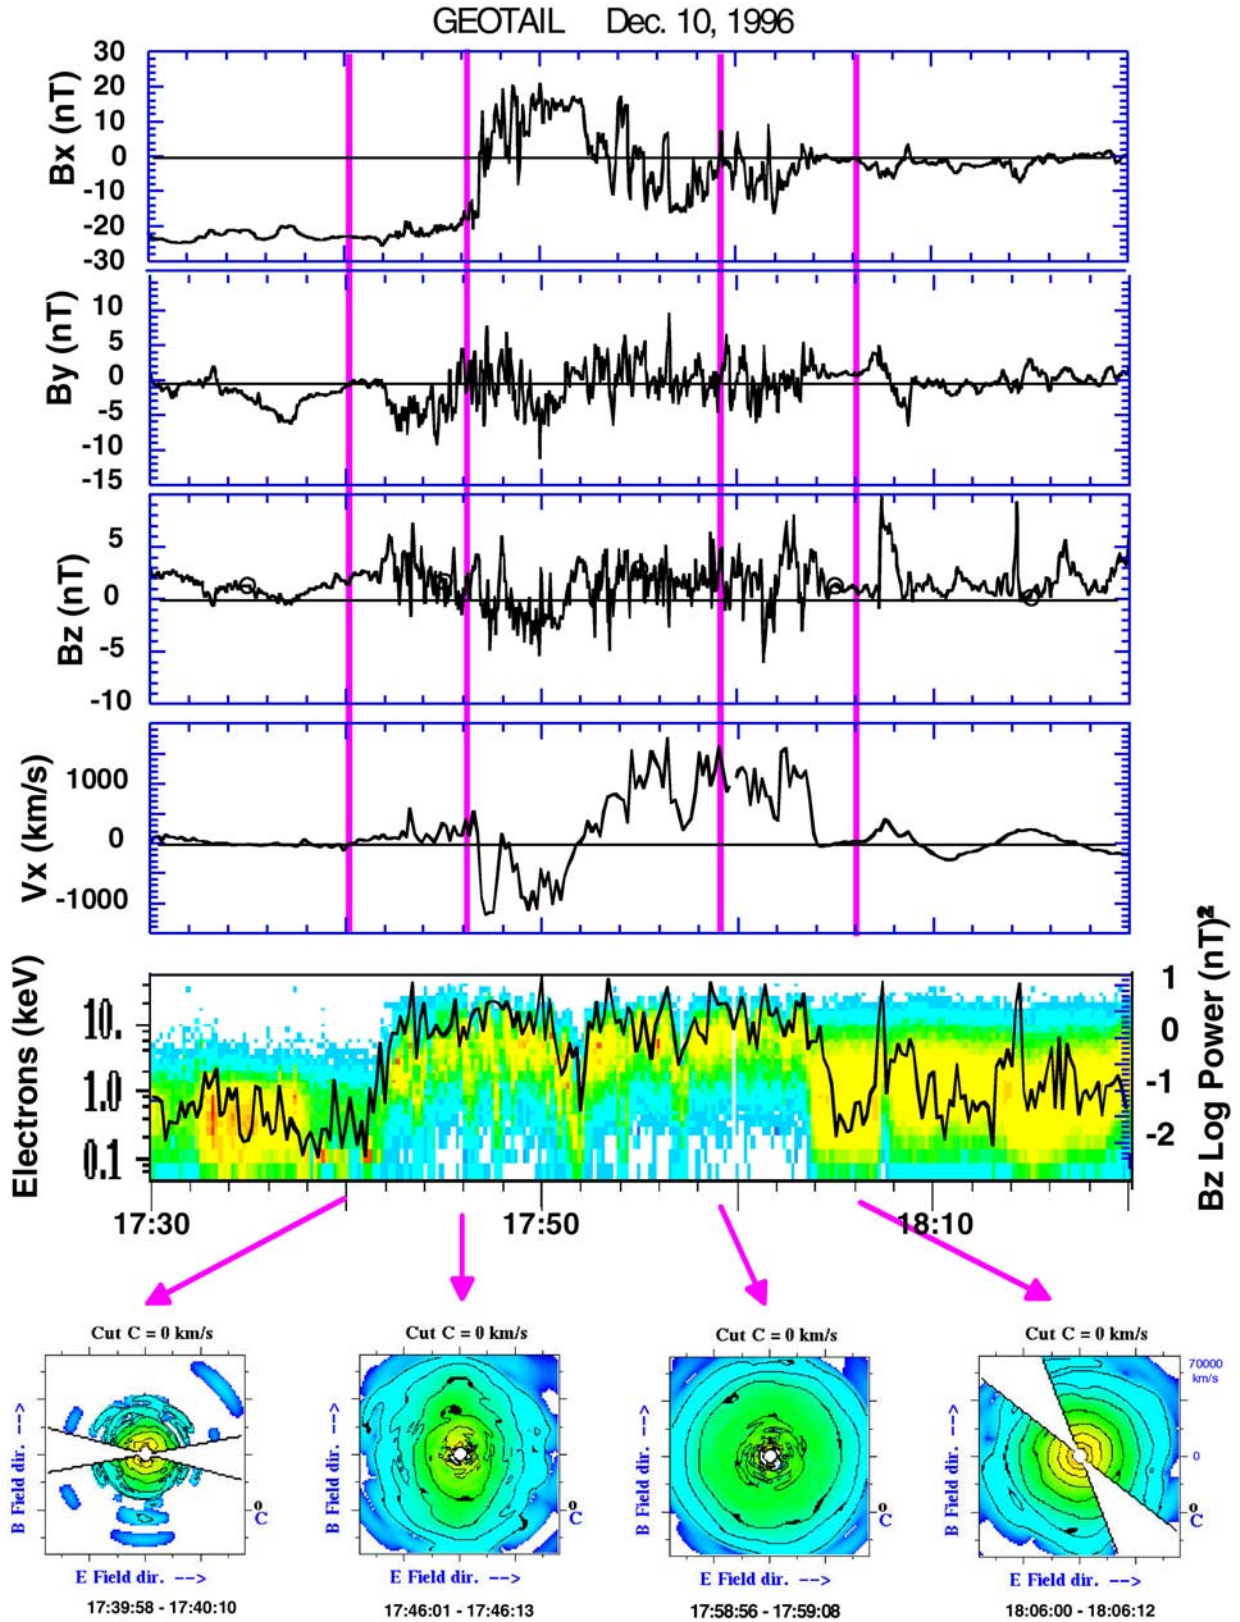 GEOTAIL Dec. 10, 1996
Bx (nT)
30
20
10
0
-10
-20
-30
By (nT)
10
5
0
-5
-10
-15
Bz (nT)
5
0
-5
-10
Vx (km/s)
1000
0
-1000
Electrons (keV)
10.
1.0
0.1
Bz Log Power (nT)²
1
0
-1
-2
17:30 17:50 18:10
Cut C = 0 km/s Cut C = 0 km/s Cut C = 0 km/s Cut C = 0 km/s
70000
km/s
0
B Field dir. --> B Field dir. --> B Field dir. --> B Field dir. -->
C C C C
E Field dir. --> E Field dir. --> E Field dir. --> E Field dir. -->
17:39:58 - 17:40:10 17:46:01 - 17:46:13 17:58:56 - 17:59:08 18:06:00 - 18:06:12